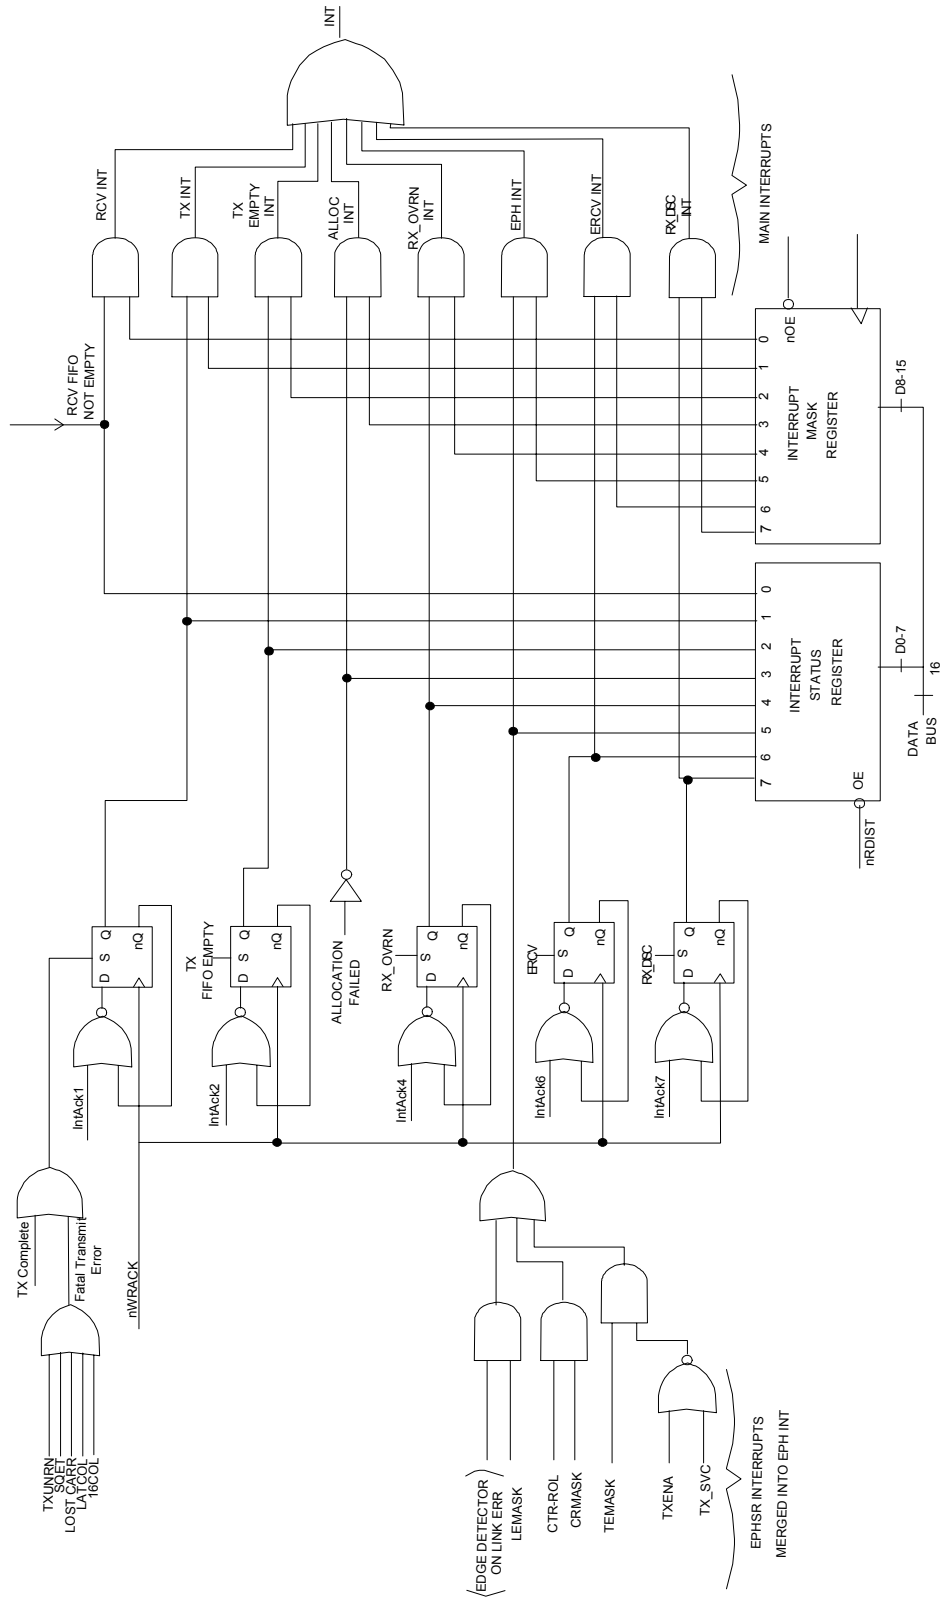 INT
RCV INT
TX INT
TX
EMPTY
INT
ALLOC
INT
RX_OVRN
INT
EPH INT
ERCV INT
RX_DSC
INT
MAIN INTERRUPTS
RCV FIFO
NOT EMPTY
nOE
0
1
2
3
4
5
6
7
INTERRUPT
MASK
REGISTER
D8-15
0
1
2
3
4
5
6
7
INTERRUPT
STATUS
REGISTER
OE
nRDIST
D0-7
16
DATA
BUS
D
S
Q
nQ
IntAck1
TX
FIFO EMPTY
D
S
Q
nQ
IntAck2
ALLOCATION
FAILED
RX_OVRN
D
S
Q
nQ
IntAck4
ERCV
D
S
Q
nQ
IntAck6
RX_DSC
D
S
Q
nQ
IntAck7
TX Complete
Fatal Transmit
Error
nWRACK
TXUNRN
SQET
LOST CARR
LATCOL
16COL
EDGE DETECTOR
ON LINK ERR
LEMASK
CTR-ROL
CRMASK
TEMASK
TXENA
TX_SVC
EPHSR INTERRUPTS
MERGED INTO EPH INT